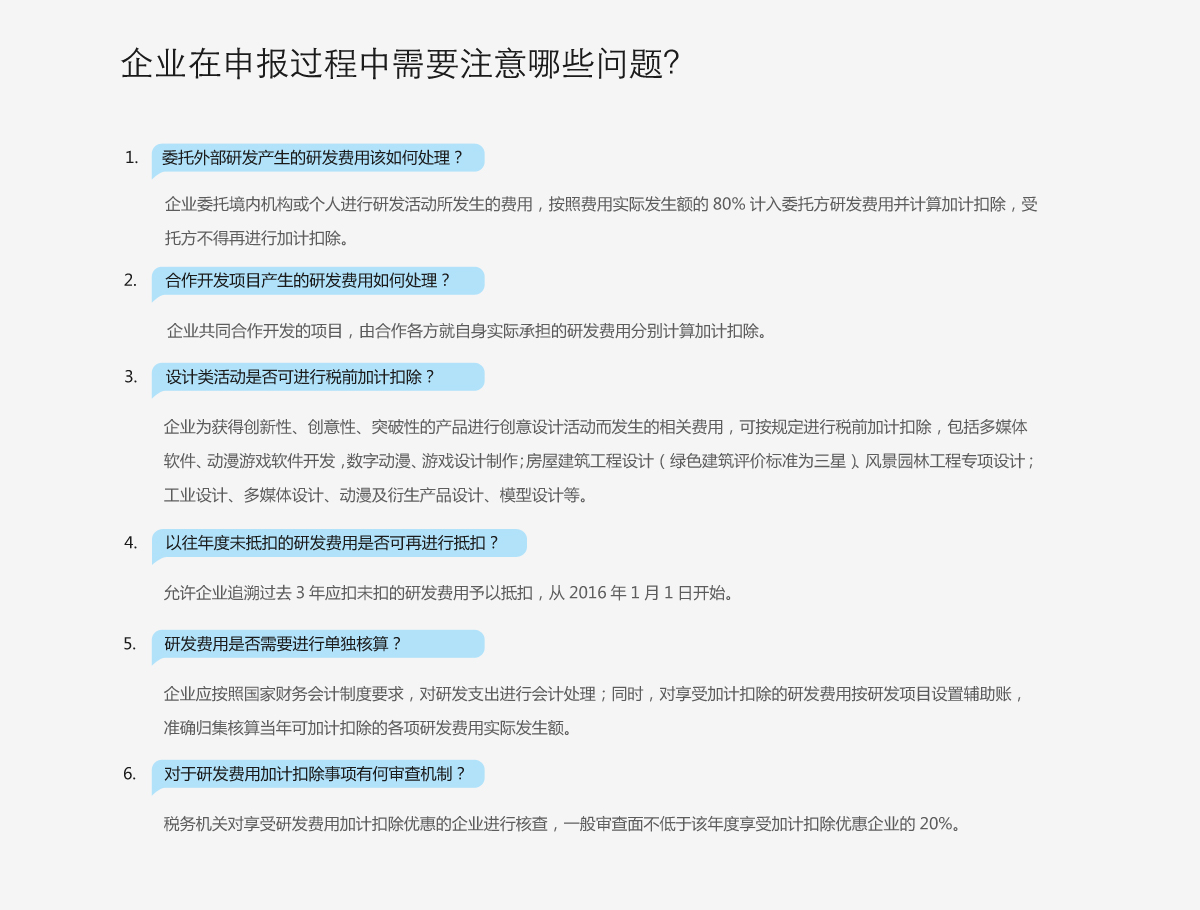 企业在申报过程中需要注意哪些问题?
1. 委托外部研发产生的研发费用该如何处理？
企业委托境内机构或个人进行研发活动所发生的费用，按照费用实际发生额的 80% 计入委托方研发费用并计算加计扣除，受
托方不得再进行加计扣除。
2. 合作开发项目产生的研发费用如何处理？
企业共同合作开发的项目，由合作各方就自身实际承担的研发费用分别计算加计扣除。
3. 设计类活动是否可进行税前加计扣除？
企业为获得创新性、创意性、突破性的产品进行创意设计活动而发生的相关费用，可按规定进行税前加计扣除，包括多媒体
软件、动漫游戏软件开发，数字动漫、游戏设计制作；房屋建筑工程设计（绿色建筑评价标准为三星）、风景园林工程专项设计；
工业设计、多媒体设计、动漫及衍生产品设计、模型设计等。
4. 以往年度未抵扣的研发费用是否可再进行抵扣？
允许企业追溯过去 3 年应扣未扣的研发费用予以抵扣，从 2016 年 1 月 1 日开始。
5. 研发费用是否需要进行单独核算？
企业应按照国家财务会计制度要求，对研发支出进行会计处理；同时，对享受加计扣除的研发费用按研发项目设置辅助账，
准确归集核算当年可加计扣除的各项研发费用实际发生额。
6. 对于研发费用加计扣除事项有何审查机制？
税务机关对享受研发费用加计扣除优惠的企业进行核查，一般审查面不低于该年度享受加计扣除优惠企业的 20%。